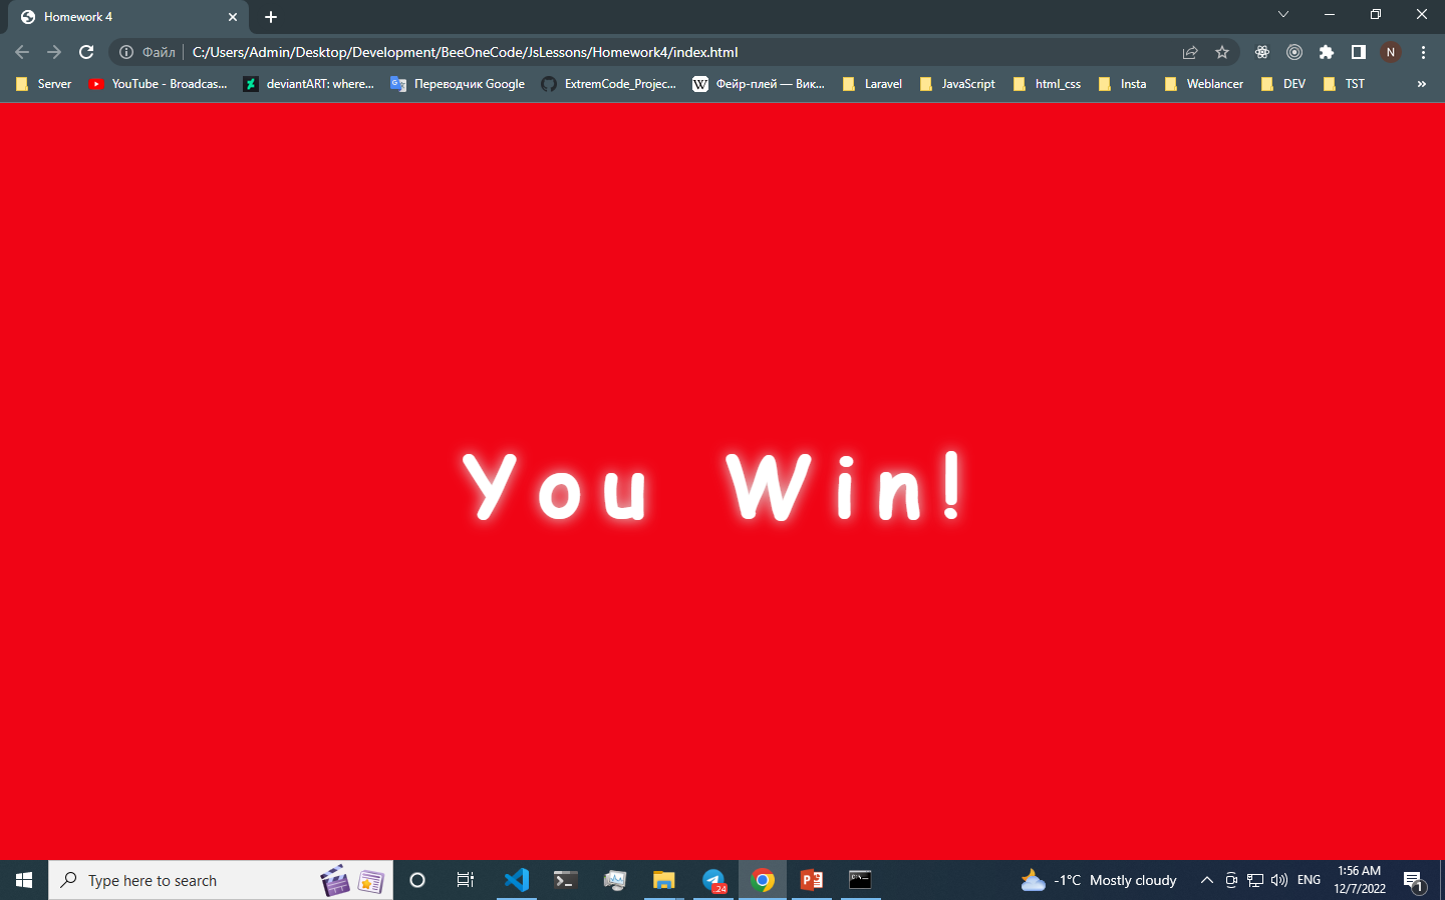 Homework 4
Файл
C:/Users/Admin/Desktop/Development/BeeOneCode/JsLessons/Homework4/index.html
N
Server
YouTube - Broadcas...
deviantART: where...
Переводчик Google
ExtremCode_Projec...
W
Фейр-плей — Вик...
Laravel
JavaScript
html_css
Insta
Weblancer
DEV
TST
»
You Win!
Type here to search
24
-1°C Mostly cloudy
ENG
1:56 AM
12/7/2022
1